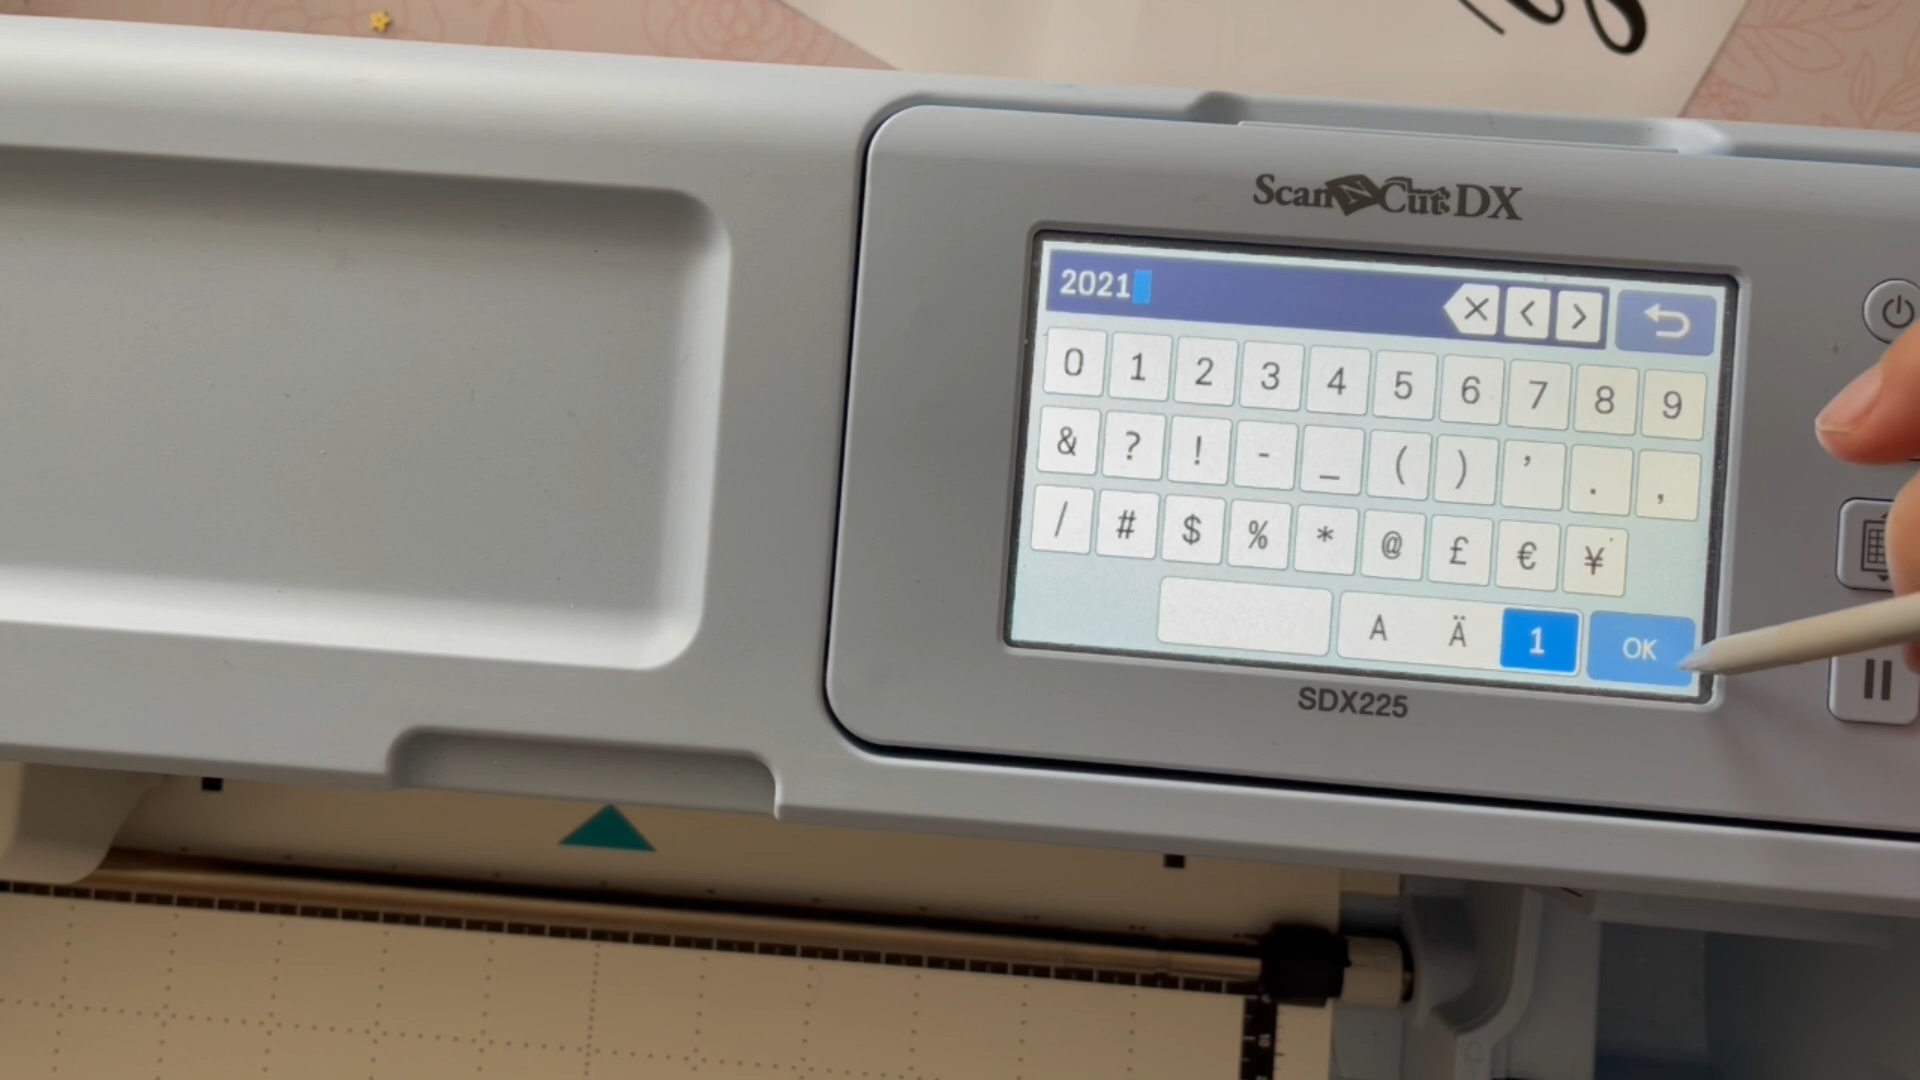 ScanNCut DX
2021
0 1 2 3 4 5 6 7 8 9
& ? ! - _ ( ) ’ . ,
/ # $ % * @ £ € ¥
A Ä 1 OK
SDX225